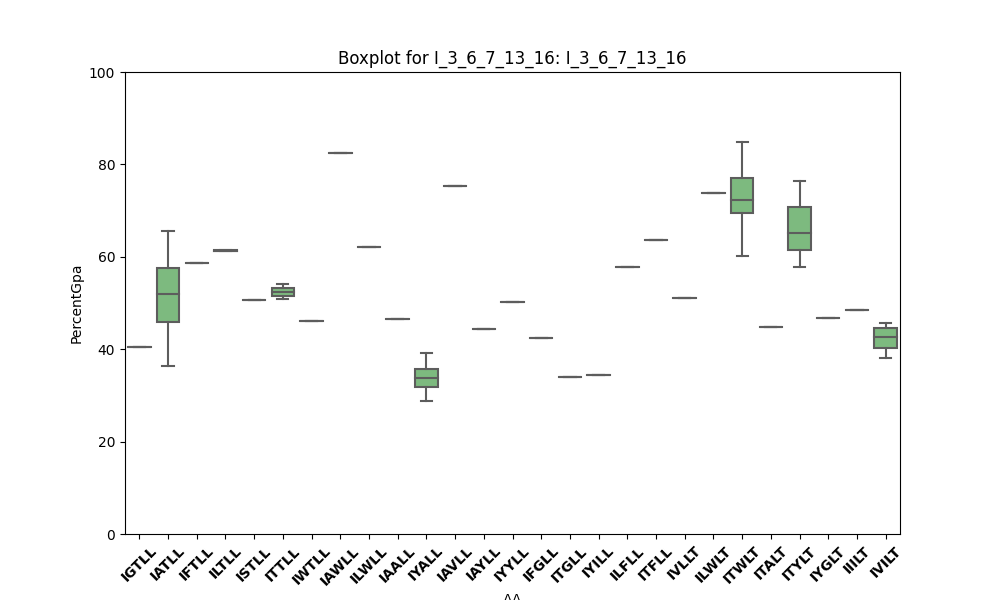 Boxplot for I_3_6_7_13_16: I_3_6_7_13_16
100
80
60
40
20
0
PercentGpa
IGTLL
IATLL
IFTLL
ILTLL
ISTLL
ITTLL
IWTLL
IAWLL
ILWLL
IAALL
IYALL
IAVLL
IAYLL
IYYLL
IFGLL
ITGLL
IYILL
ILFLL
ITFLL
IVLLT
ILWLT
ITWLT
ITALT
ITYLT
IYGLT
IIILT
IVILT
AA